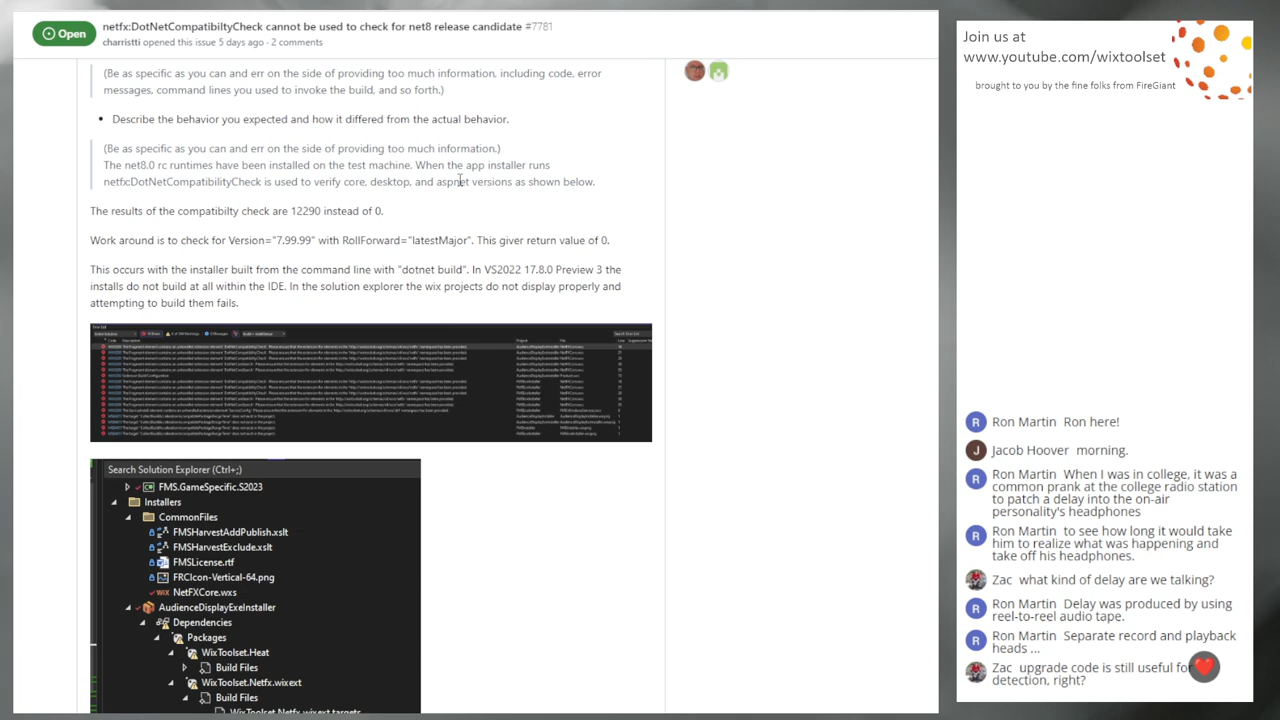 Open
netfx:DotNetCompatibiltyCheck cannot be used to check for net8 release candidate #7781
charristti opened this issue 5 days ago · 2 comments
(Be as specific as you can and err on the side of providing too much information, including code, error
messages, command lines you used to invoke the build, and so forth.)
• Describe the behavior you expected and how it differed from the actual behavior.
(Be as specific as you can and err on the side of providing too much information.)
The net8.0 rc runtimes have been installed on the test machine. When the app installer runs
netfx:DotNetCompatibilityCheck is used to verify core, desktop, and aspnet versions as shown below.
The results of the compatibilty check are 12290 instead of 0.
Work around is to check for Version="7.99.99" with RollForward="latestMajor". This giver return value of 0.
This occurs with the installer built from the command line with "dotnet build". In VS2022 17.8.0 Preview 3 the
installs do not build at all within the IDE. In the solution explorer the wix projects do not display properly and
attempting to build them fails.
Search Solution Explorer (Ctrl+;)
FMS.GameSpecific.S2023
Installers
CommonFiles
FMSHarvestAddPublish.xslt
FMSHarvestExclude.xslt
FMSLicense.rtf
FRCIcon-Vertical-64.png
WiX NetFXCore.wxs
AudienceDisplayExeInstaller
Dependencies
Packages
WixToolset.Heat
Build Files
WixToolset.Netfx.wixext
Build Files
WixToolset.Netfx.wixext.targets
Join us at
www.youtube.com/wixtoolset
brought to you by the fine folks from FireGiant
R Ron Martin Ron here!
J Jacob Hoover morning.
R Ron Martin When I was in college, it was a
common prank at the college radio station
to patch a delay into the on-air
personality's headphones
R Ron Martin to see how long it would take
him to realize what was happening and
take off his headphones.
Zac what kind of delay are we talking?
R Ron Martin Delay was produced by using
reel-to-reel audio tape.
R Ron Martin Separate record and playback
heads ...
Zac upgrade code is still useful for
detection, right?